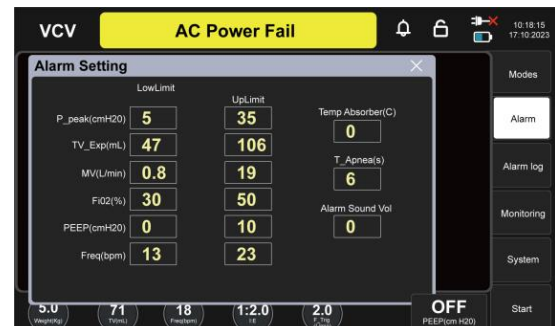 VCV
AC Power Fail
10:18:15
17:10:2023
Alarm Setting
LowLimit
UpLimit
P_peak(cmH20) 5 35
TV_Exp(mL) 47 106
MV(L/min) 0.8 19
Fi02(%) 30 50
PEEP(cmH20) 0 10
Freq(bpm) 13 23
Temp Absorber(C)
0
T_Apnea(s)
6
Alarm Sound Vol
0
Modes
Alarm
Alarm log
Monitoring
System
Start
5.0
Weight(Kg)
71
TV(mL)
18
Freq(bpm)
1:2.0
I:E
2.0
F_Trig
OFF
PEEP(cm H20)